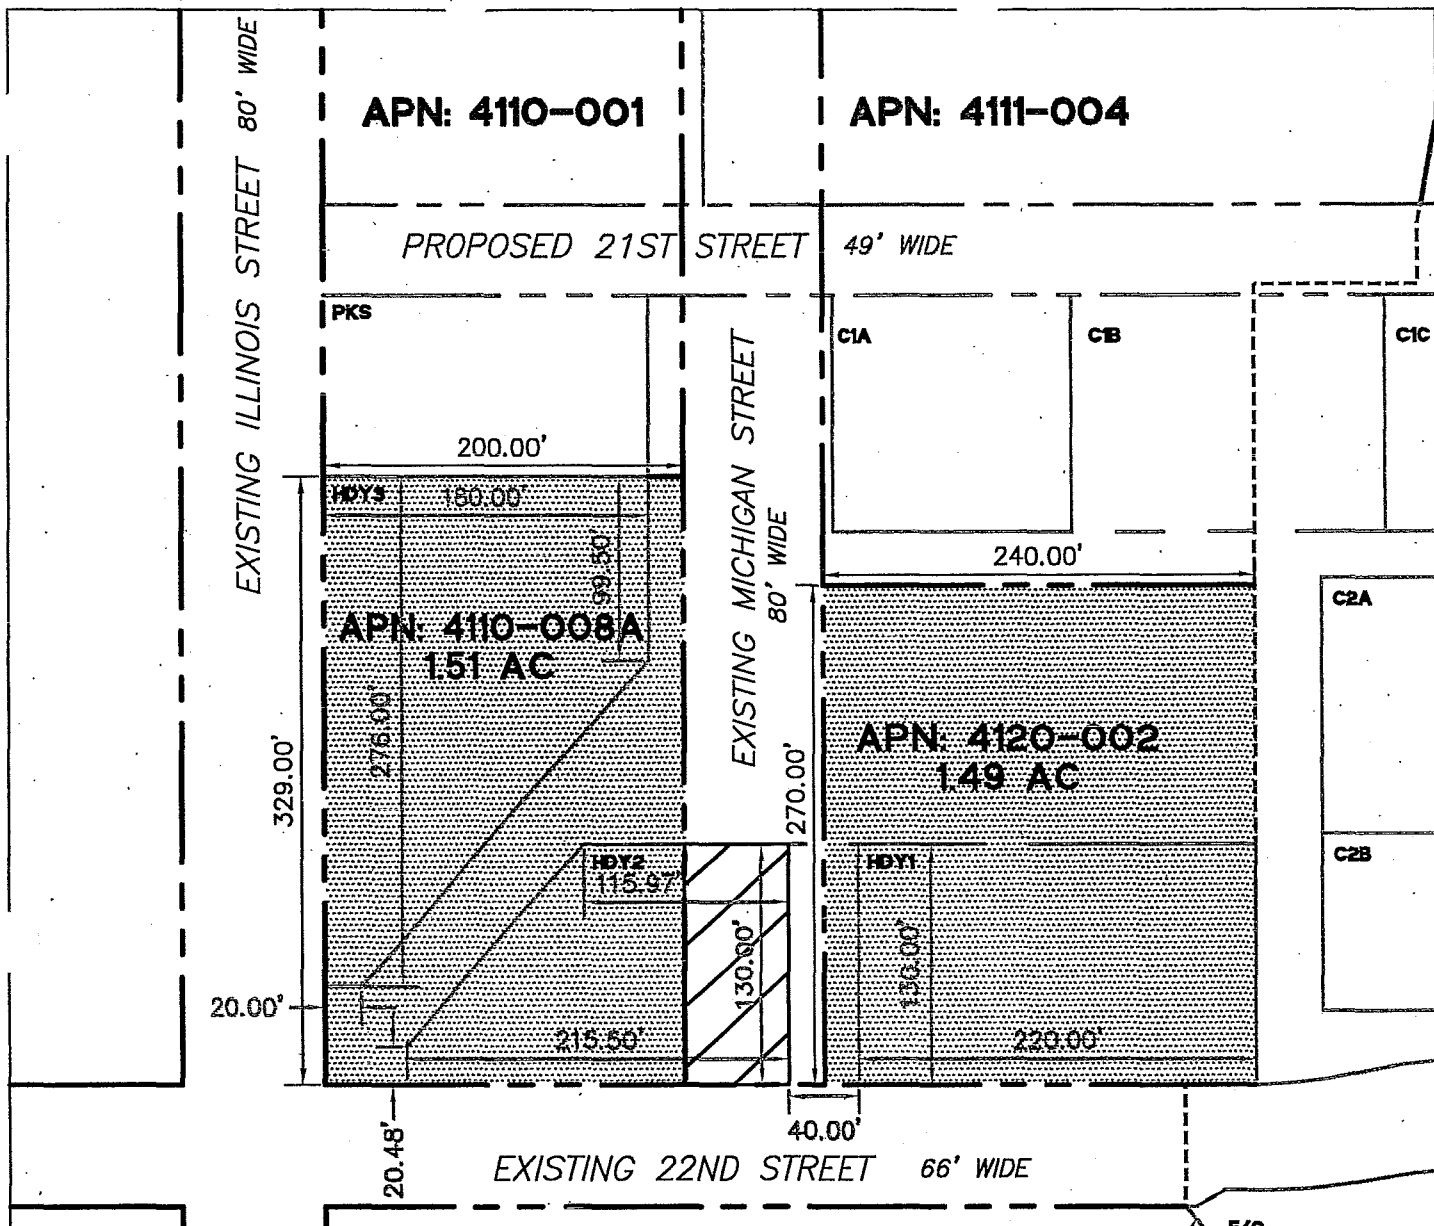 EXISTING ILLINOIS STREET 80' WIDE
APN: 4110-001
APN: 4111-004
PROPOSED 21ST STREET 49' WIDE
PKS
C1A
C1B
C1C
EXISTING MICHIGAN STREET
80' WIDE
200.00'
HDY3
180.00'
99.50'
240.00'
C2A
APN: 4110-008A
1.51 AC
276.00'
329.00'
270.00'
APN: 4120-002
1.49 AC
C2B
HDY2
115.97'
HDY1
130.00'
130.00'
20.00'
215.50'
220.00'
20.48'
40.00'
EXISTING 22ND STREET 66' WIDE